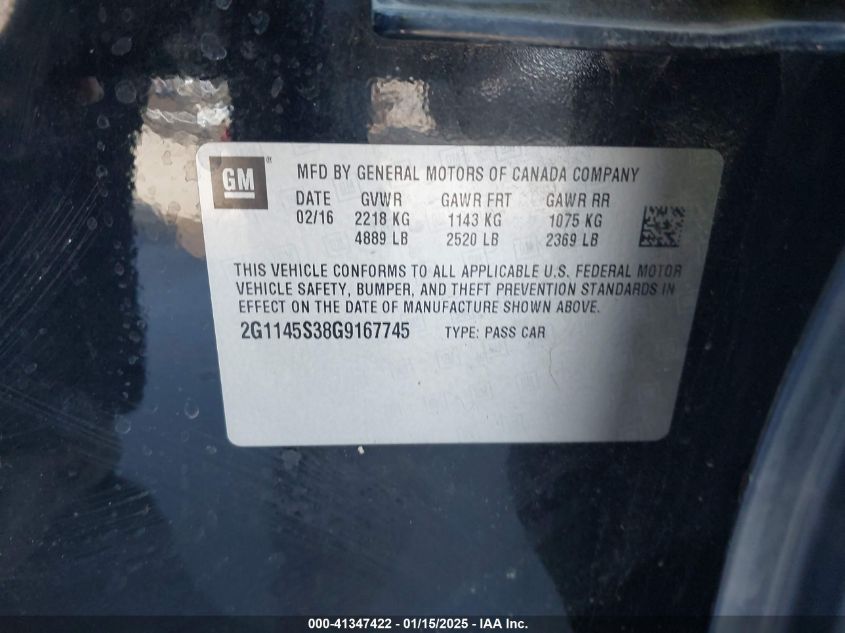 GM ®
MFD BY GENERAL MOTORS OF CANADA COMPANY
DATE GVWR GAWR FRT GAWR RR
02/16 2218 KG 1143 KG 1075 KG
4889 LB 2520 LB 2369 LB
THIS VEHICLE CONFORMS TO ALL APPLICABLE U.S. FEDERAL MOTOR
VEHICLE SAFETY, BUMPER, AND THEFT PREVENTION STANDARDS IN
EFFECT ON THE DATE OF MANUFACTURE SHOWN ABOVE.
2G1145S38G9167745 TYPE: PASS CAR
000-41347422 - 01/15/2025 - IAA Inc.